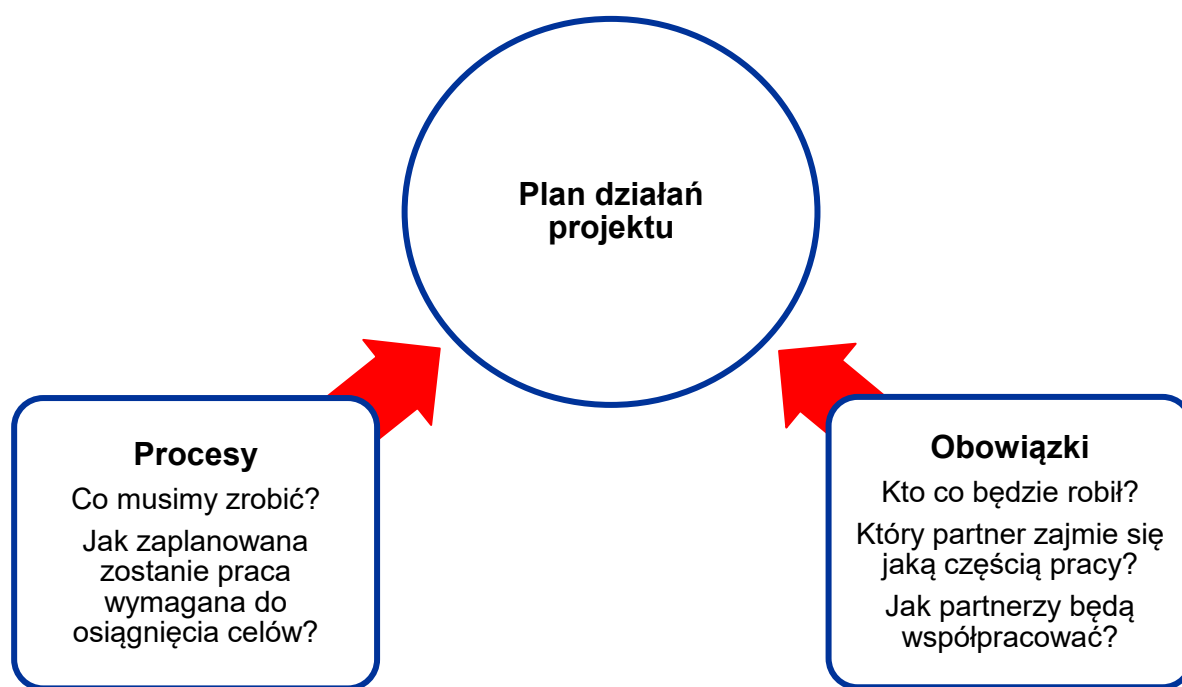 Plan działań
projektu
Procesy
Co musimy zrobić?
Jak zaplanowana
zostanie praca
wymagana do
osiągnięcia celów?
Obowiązki
Kto co będzie robił?
Który partner zajmie się
jaką częścią pracy?
Jak partnerzy będą
współpracować?